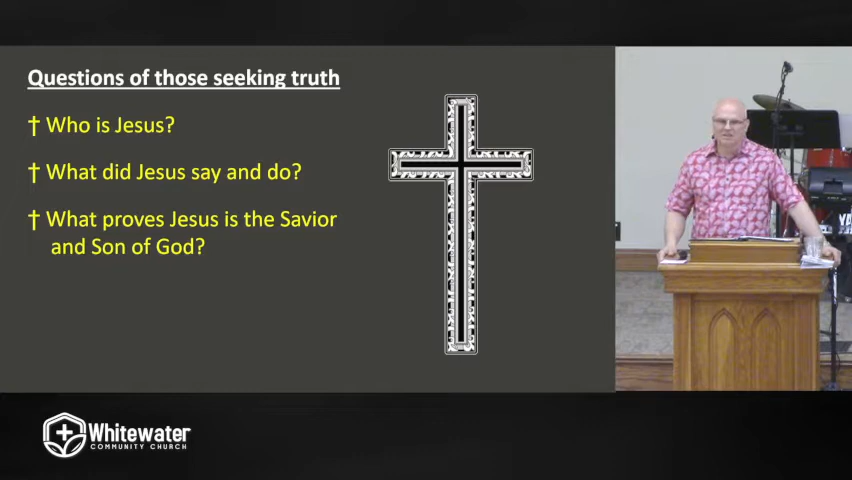 Questions of those seeking truth
† Who is Jesus?
† What did Jesus say and do?
† What proves Jesus is the Savior
and Son of God?
Whitewater
COMMUNITY CHURCH